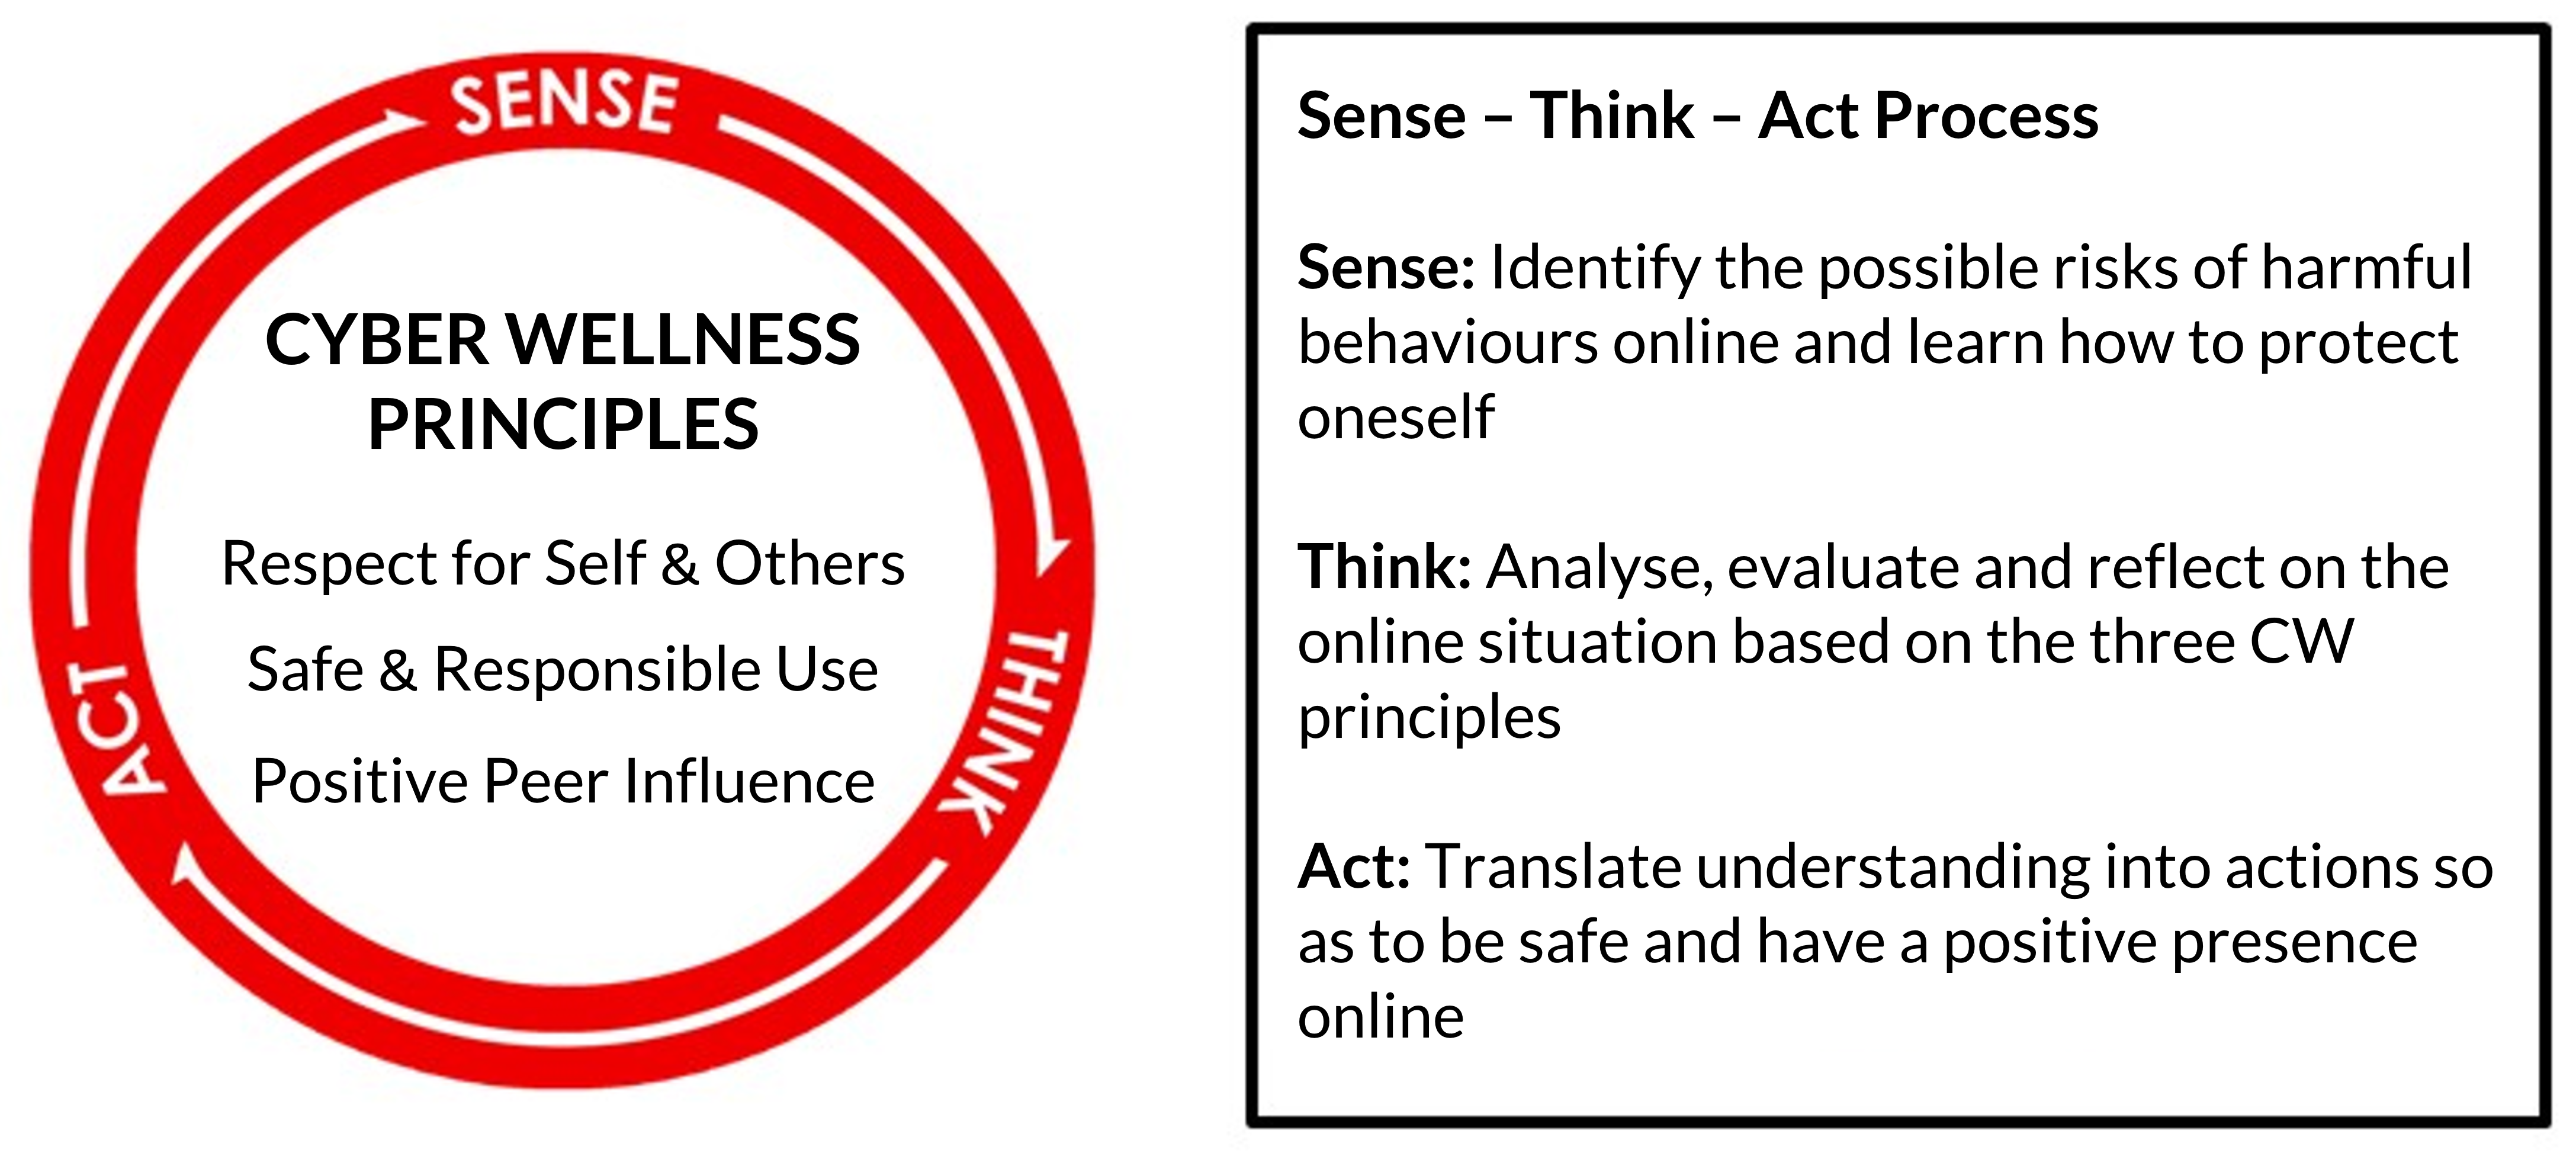 SENSE
THINK
ACT
CYBER WELLNESS
PRINCIPLES
Respect for Self & Others
Safe & Responsible Use
Positive Peer Influence
Sense – Think – Act Process
Sense: Identify the possible risks of harmful
behaviours online and learn how to protect
oneself
Think: Analyse, evaluate and reflect on the
online situation based on the three CW
principles
Act: Translate understanding into actions so
as to be safe and have a positive presence
online